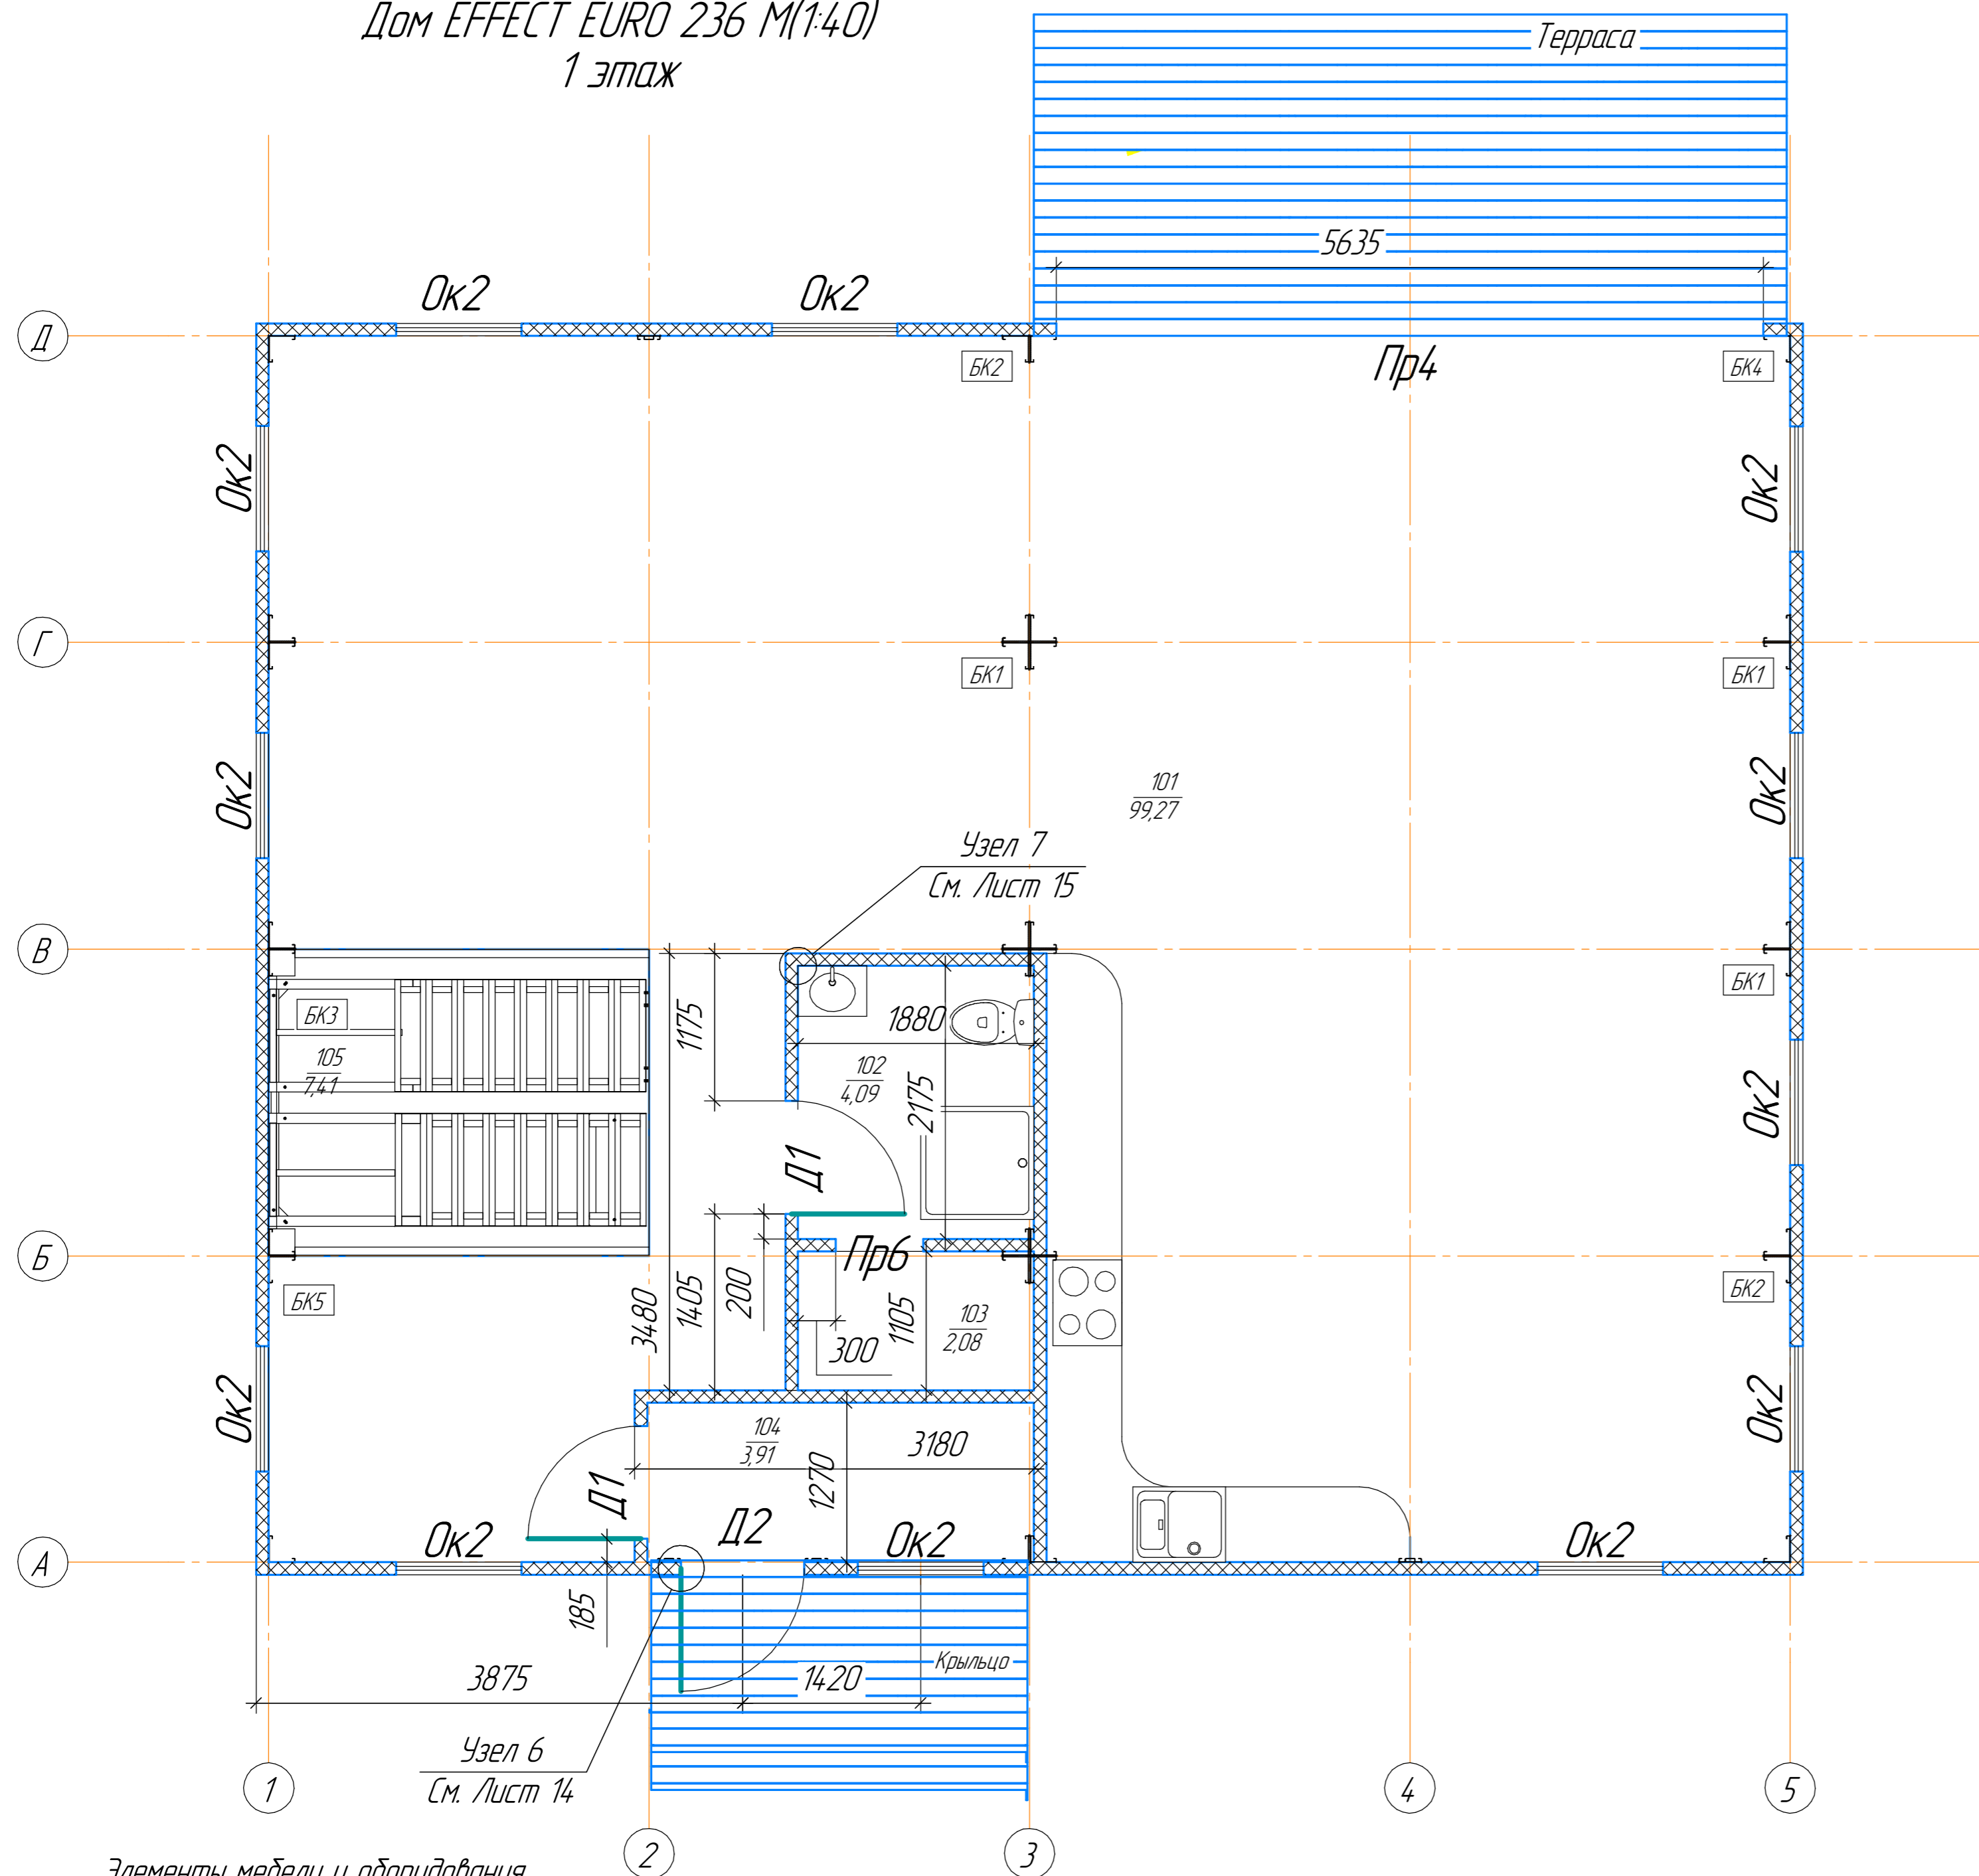 Дом EFFECT EURO 236 М(1:40)
1 этаж
Терраса
5635
Ок2
Ок2
Д
БК2
Пр4
БК4
Ок2
Ок2
Г
БК1
БК1
Ок2
101
99,27
Ок2
Узел 7
См. Лист 15
В
БК1
БК3
1175
1880
105
7,41
102
4,09
2175
Ок2
Д1
Б
Пр6
БК5
3480
1405
200
1105
БК2
103
2,08
300
Ок2
Ок2
104
3,91
3180
1270
Д1
Д2
Ок2
Ок2
Ок2
А
185
Крыльцо
3875
1420
Узел 6
См. Лист 14
1
4
5
2
3
Элементы мебели и оборудования